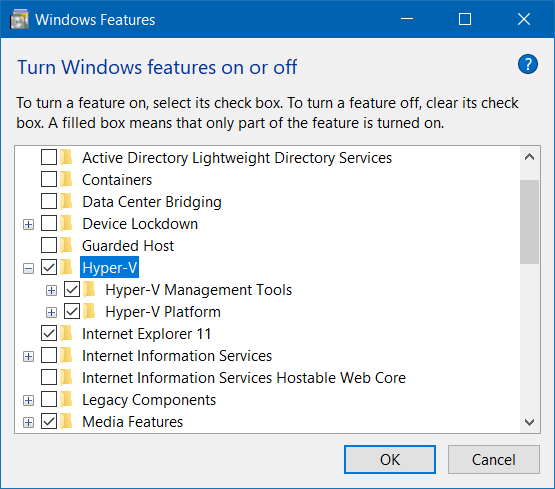 Windows Features
Turn Windows features on or off
?
To turn a feature on, select its check box. To turn a feature off, clear its check
box. A filled box means that only part of the feature is turned on.
Active Directory Lightweight Directory Services
Containers
Data Center Bridging
Device Lockdown
Guarded Host
Hyper-V
Hyper-V Management Tools
Hyper-V Platform
Internet Explorer 11
Internet Information Services
Internet Information Services Hostable Web Core
Legacy Components
Media Features
OK
Cancel